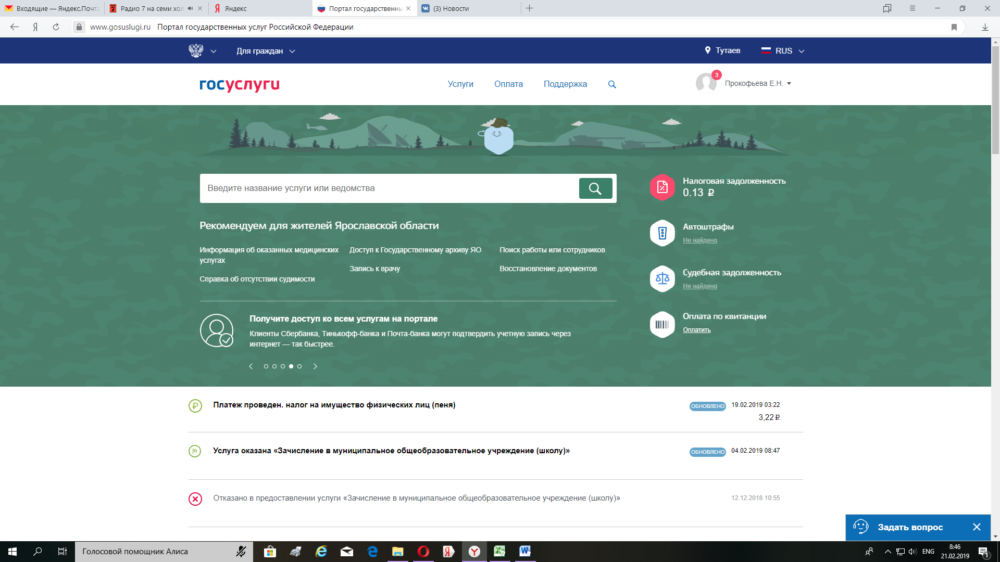 Входящие — Яндекс.Почта
Радио 7 на семи хол
Яндекс
Портал государственны
(3) Новости
www.gosuslugi.ru Портал государственных услуг Российской Федерации
Для граждан
Тутаев
RUS
госуслуги
Услуги
Оплата
Поддержка
3
Прокофьева Е.Н.
Введите название услуги или ведомства
Рекомендуем для жителей Ярославской области
Информация об оказанных медицинских
услугах
Справка об отсутствии судимости
Доступ к Государственному архиву ЯО
Запись к врачу
Поиск работы или сотрудников
Восстановление документов
Получите доступ ко всем услугам на портале
Клиенты Сбербанка, Тинькофф-банка и Почта-банка могут подтвердить учетную запись через
интернет — так быстрее.
Налоговая задолженность
0.13 ₽
Автоштрафы
Не найдено
Судебная задолженность
Не найдено
Оплата по квитанции
Оплатить
Платеж проведен. налог на имущество физических лиц (пеня)
ОБНОВЛЕНО 19.02.2019 03:22
3,22 ₽
Услуга оказана «Зачисление в муниципальное общеобразовательное учреждение (школу)»
ОБНОВЛЕНО 04.02.2019 08:47
Отказано в предоставлении услуги «Зачисление в муниципальное общеобразовательное учреждение (школу)»
12.12.2018 10:55
Задать вопрос
Голосовой помощник Алиса
ENG
8:46
21.02.2019
1